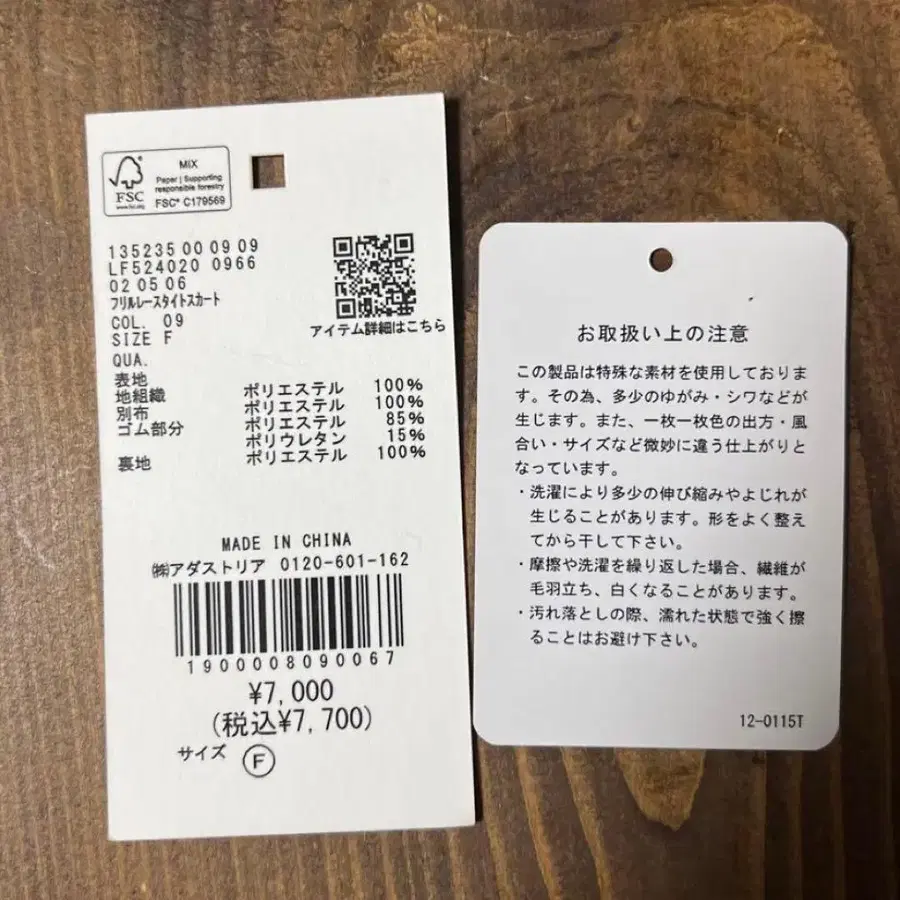 FSC
www.fsc.org
MIX
Paper | Supporting
responsible forestry
FSC® C179569
135235 00 09 09
LF524020 0966
02 05 06
フリルレースタイトスカート
COL. 09
SIZE F
アイテム詳細はこちら
QUA.
表地
地組織 ポリエステル 100%
別布 ポリエステル 100%
ゴム部分 ポリエステル 85%
ポリウレタン 15%
裏地 ポリエステル 100%
MADE IN CHINA
㈱アダストリア 0120-601-162
1900008090067
¥7,000
(税込¥7,700)
サイズ F
お取扱い上の注意
この製品は特殊な素材を使用しておりま
す。その為、多少のゆがみ・シワなどが
生じます。また、一枚一枚色の出方・風
合い・サイズなど微妙に違う仕上がりと
なっています。
・洗濯により多少の伸び縮みやよじれが
生じることがあります。形をよく整え
てから干して下さい。
・摩擦や洗濯を繰り返した場合、繊維が
毛羽立ち、白くなることがあります。
・汚れ落としの際、濡れた状態で強く擦
ることはお避け下さい。
12-0115T